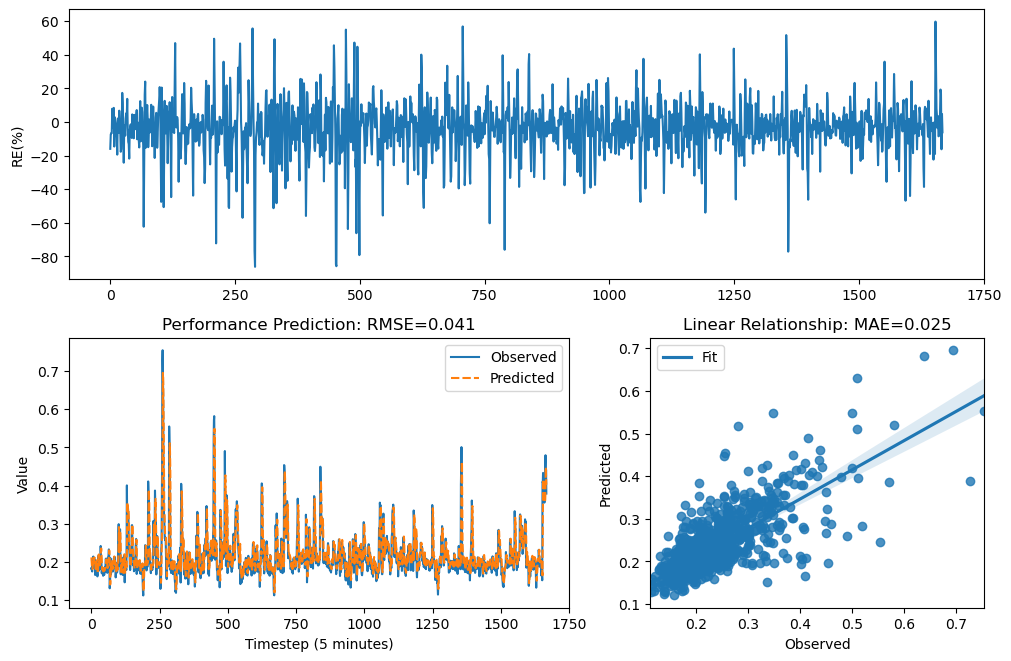 60
40
20
0
−20
−40
−60
−80
RE(%)
0 250 500 750 1000 1250 1500 1750
Performance Prediction: RMSE=0.041
Observed
Predicted
0.7
0.6
0.5
0.4
0.3
0.2
0.1
Value
0 250 500 750 1000 1250 1500 1750
Timestep (5 minutes)
Linear Relationship: MAE=0.025
Fit
0.7
0.6
0.5
0.4
0.3
0.2
0.1
Predicted
0.2 0.3 0.4 0.5 0.6 0.7
Observed